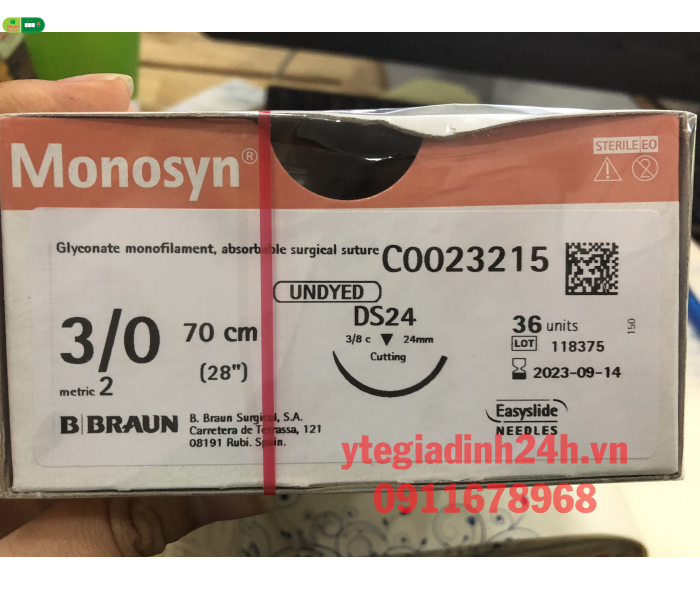 Monosyn®
STERILE EO
Glyconate monofilament, absorbable surgical suture
C0023215
UNDYED
3/0 70 cm
(28")
metric 2
DS24
3/8 c 24mm
Cutting
36 units
150
LOT 118375
2023-09-14
B|BRAUN
B. Braun Surgical, S.A.
Carretera de Terrassa, 121
08191 Rubí. Spain.
Easyslide
NEEDLES
ytegiadinh24h.vn
0911678968